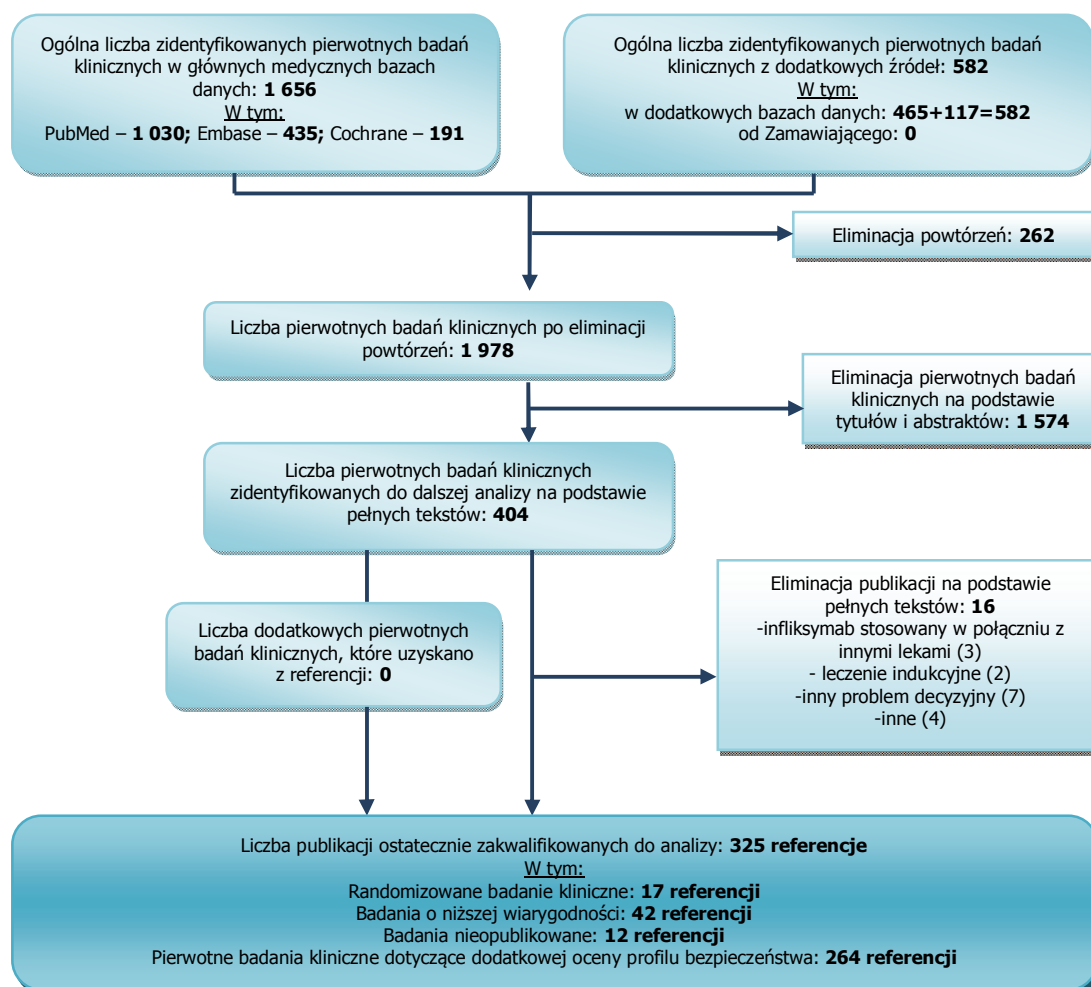 Ogólna liczba zidentyfikowanych pierwotnych badań
klinicznych w głównych medycznych bazach
danych: 1 656
W tym:
PubMed – 1 030; Embase – 435; Cochrane – 191
Ogólna liczba zidentyfikowanych pierwotnych badań
klinicznych z dodatkowych źródeł: 582
W tym:
w dodatkowych bazach danych: 465+117=582
od Zamawiającego: 0
Eliminacja powtórzeń: 262
Liczba pierwotnych badań klinicznych po eliminacji
powtórzeń: 1 978
Eliminacja pierwotnych badań
klinicznych na podstawie
tytułów i abstraktów: 1 574
Liczba pierwotnych badań klinicznych
zidentyfikowanych do dalszej analizy na podstawie
pełnych tekstów: 404
Liczba dodatkowych pierwotnych
badań klinicznych, które uzyskano
z referencji: 0
Eliminacja publikacji na podstawie
pełnych tekstów: 16
-infliksymab stosowany w połączniu z
innymi lekami (3)
- leczenie indukcyjne (2)
-inny problem decyzyjny (7)
-inne (4)
Liczba publikacji ostatecznie zakwalifikowanych do analizy: 325 referencje
W tym:
Randomizowane badanie kliniczne: 17 referencji
Badania o niższej wiarygodności: 42 referencji
Badania nieopublikowane: 12 referencji
Pierwotne badania kliniczne dotyczące dodatkowej oceny profilu bezpieczeństwa: 264 referencji